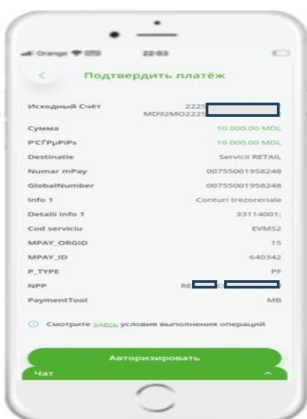 Orange
22:03
Подтвердить платёж
Исходный Счёт 2225
MD92MO2225
Сумма 10 000.00 MDL
10 000.00 MDL
Destinatie Servicii RETAIL
Numar mPay 00755001958248
GlobalNumber 00755001958248
Info 1 Conturi trezoreriale
Detalii info 1 33114001;
Cod serviciu EVMS2
MPAY_ORGID 15
MPAY_ID 640342
P_TYPE PF
NPP RE
PaymentTool MB
Смотрите здесь условия выполнения операций
Авторизировать
Чат